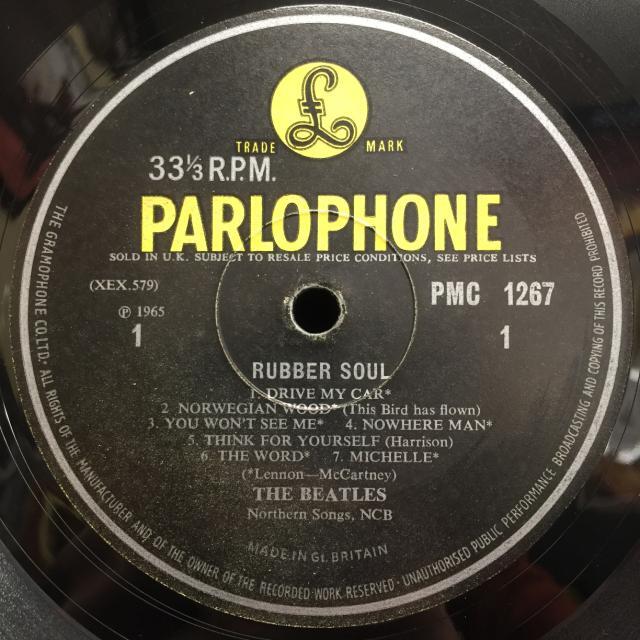 £
TRADE MARK
33⅓ R.P.M.
PARLOPHONE
SOLD IN U.K. SUBJECT TO RESALE PRICE CONDITIONS, SEE PRICE LISTS
(XEX.579)
PMC 1267
℗ 1965
1
1
RUBBER SOUL
1. DRIVE MY CAR*
2 NORWEGIAN WOOD* (This Bird has flown)
3. YOU WON'T SEE ME* 4. NOWHERE MAN*
5. THINK FOR YOURSELF (Harrison)
6 THE WORD* 7. MICHELLE*
(*Lennon—McCartney)
THE BEATLES
Northern Songs, NCB
MADE IN GT. BRITAIN
THE GRAMOPHONE CO. LTD. · ALL RIGHTS OF THE MANUFACTURER AND OF THE OWNER OF THE RECORDED WORK RESERVED · UNAUTHORISED PUBLIC PERFORMANCE BROADCASTING AND COPYING OF THIS RECORD PROHIBITED